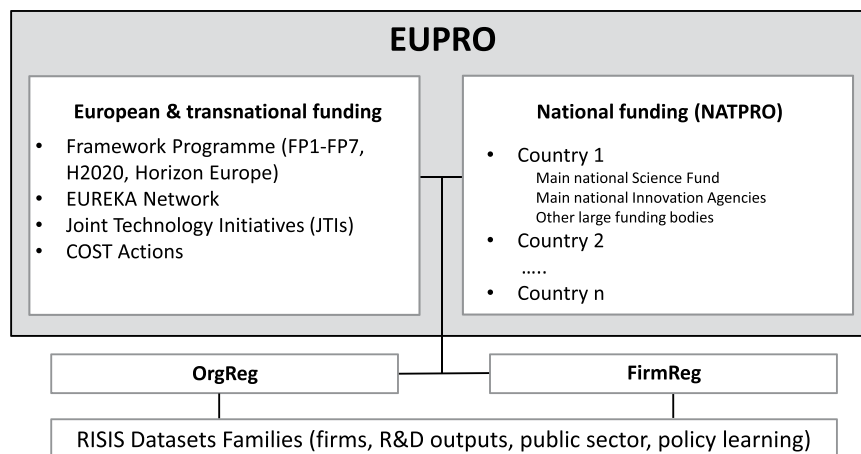 EUPRO
European & transnational funding
• Framework Programme (FP1-FP7,
H2020, Horizon Europe)
• EUREKA Network
• Joint Technology Initiatives (JTIs)
• COST Actions
National funding (NATPRO)
• Country 1
Main national Science Fund
Main national Innovation Agencies
Other large funding bodies
• Country 2
…..
• Country n
OrgReg
FirmReg
RISIS Datasets Families (firms, R&D outputs, public sector, policy learning)